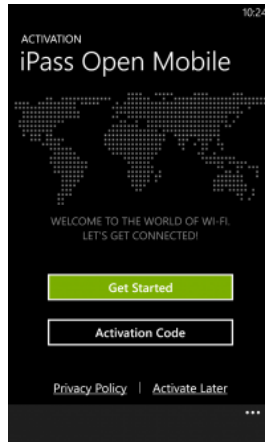 10:24
ACTIVATION
iPass Open Mobile
WELCOME TO THE WORLD OF WI-FI.
LET'S GET CONNECTED!
Get Started
Activation Code
Privacy Policy | Activate Later